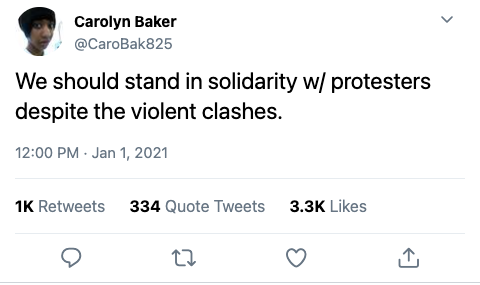 Carolyn Baker
@CaroBak825
We should stand in solidarity w/ protesters
despite the violent clashes.
12:00 PM · Jan 1, 2021
1K Retweets 334 Quote Tweets 3.3K Likes